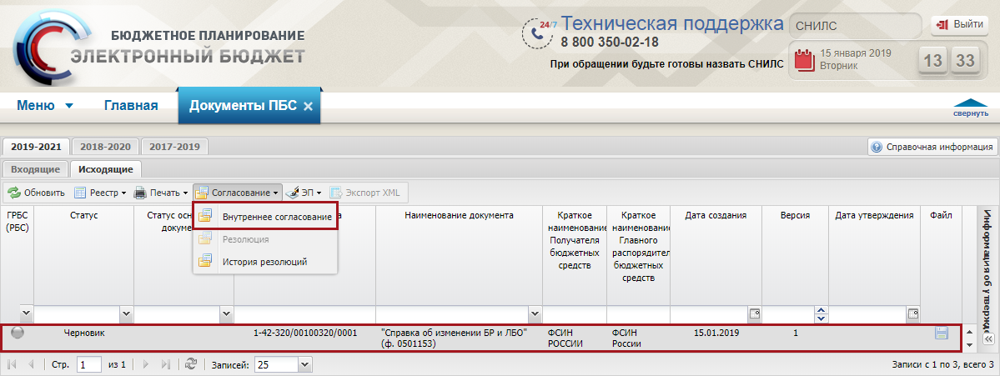 БЮДЖЕТНОЕ ПЛАНИРОВАНИЕ
ЭЛЕКТРОННЫЙ БЮДЖЕТ
24/7 Техническая поддержка
8 800 350-02-18
При обращении будьте готовы назвать СНИЛС
СНИЛС
Выйти
15 января 2019
Вторник
13 33
Меню Главная Документы ПБС
свернуть
2019-2021 2018-2020 2017-2019
Справочная информация
Входящие Исходящие
Обновить Реестр Печать Согласование ЭП Экспорт XML
Внутреннее согласование
Резолюция
История резолюций
ГРБС
(РБС)
Статус
Статус осн
докуме
Наименование документа
Краткое
наименование
Получателя
бюджетных
средств
Краткое
наименование
Главного
распорядител
бюджетных
средств
Дата создания
Версия
Дата утверждения
Файл
Информация об утвержде
Черновик
1-42-320/00100320/0001
"Справка об изменении БР и ЛБО"
(ф. 0501153)
ФСИН
РОССИИ
ФСИН
России
15.01.2019
1
Стр. 1 из 1
Записей: 25
Записи с 1 по 3, всего 3